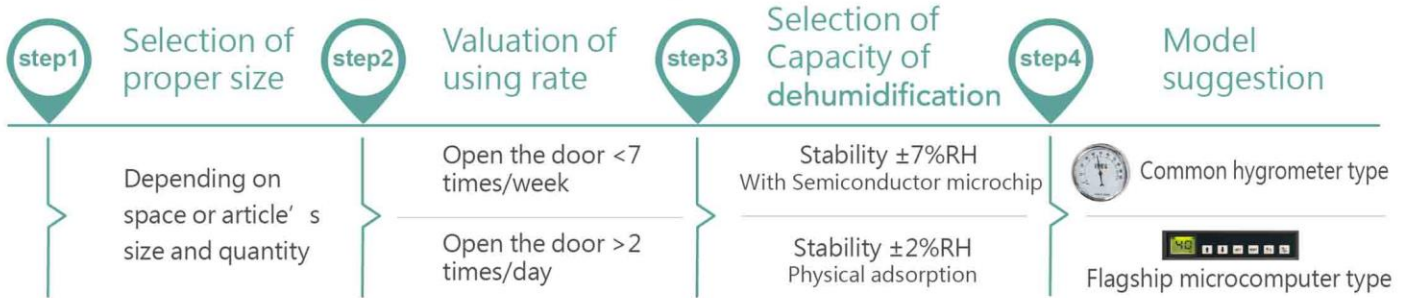 step1
Selection of
proper size
step2
Valuation of
using rate
step3
Selection of
Capacity of
dehumidification
step4
Model
suggestion
Depending on
space or article' s
size and quantity
Open the door <7
times/week
Open the door >2
times/day
Stability ±7%RH
With Semiconductor microchip
Stability ±2%RH
Physical adsorption
Common hygrometer type
40
Flagship microcomputer type